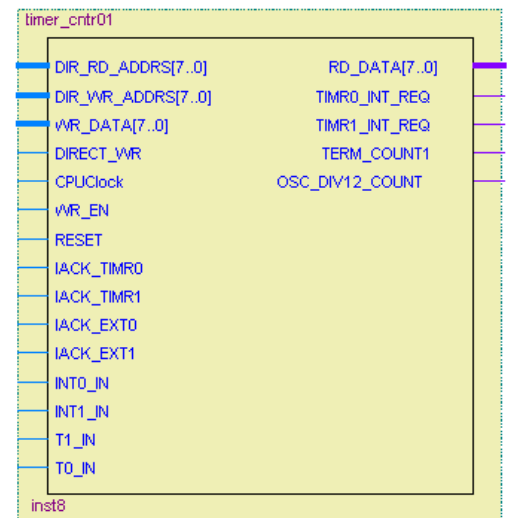 timer_cntr01
DIR_RD_ADDRS[7..0] RD_DATA[7..0]
DIR_WR_ADDRS[7..0] TIMR0_INT_REQ
WR_DATA[7..0] TIMR1_INT_REQ
DIRECT_WR TERM_COUNT1
CPUClock OSC_DIV12_COUNT
WR_EN
RESET
IACK_TIMR0
IACK_TIMR1
IACK_EXT0
IACK_EXT1
INT0_IN
INT1_IN
T1_IN
T0_IN
inst8